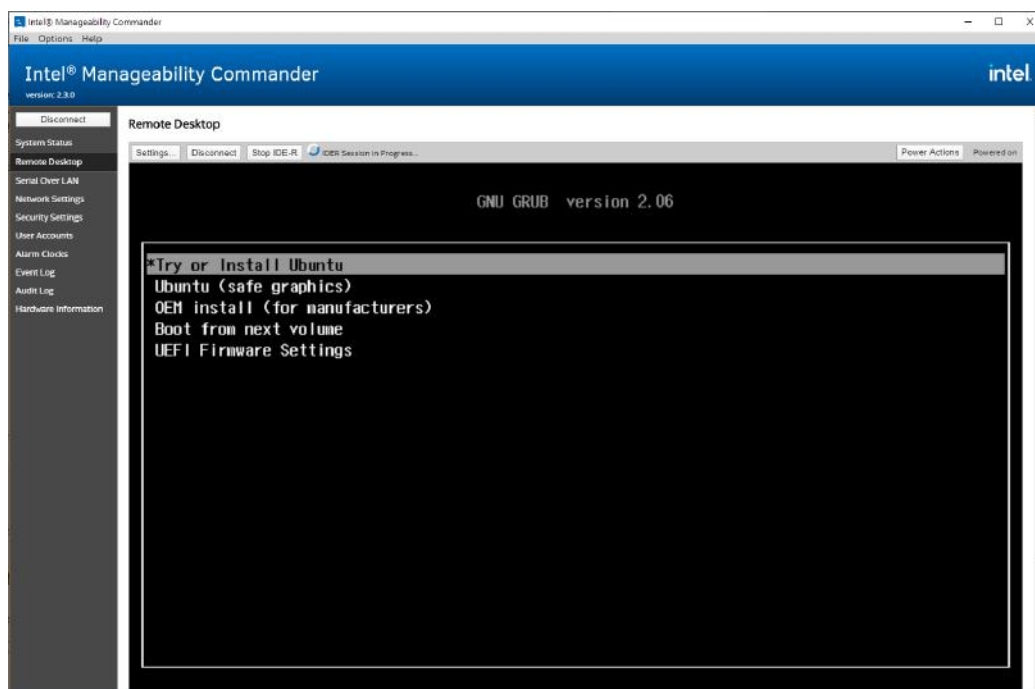 Intel® Manageability Commander
File Options Help
Intel® Manageability Commander
intel.
version: 2.3.0
Disconnect
System Status
Remote Desktop
Serial Over LAN
Network Settings
Security Settings
User Accounts
Alarm Clocks
Event Log
Audit Log
Hardware Information
Remote Desktop
Settings... Disconnect Stop IDE-R IDER Session in Progress... Power Actions Powered on
GNU GRUB version 2.06
*Try or Install Ubuntu
Ubuntu (safe graphics)
OEM install (for manufacturers)
Boot from next volume
UEFI Firmware Settings